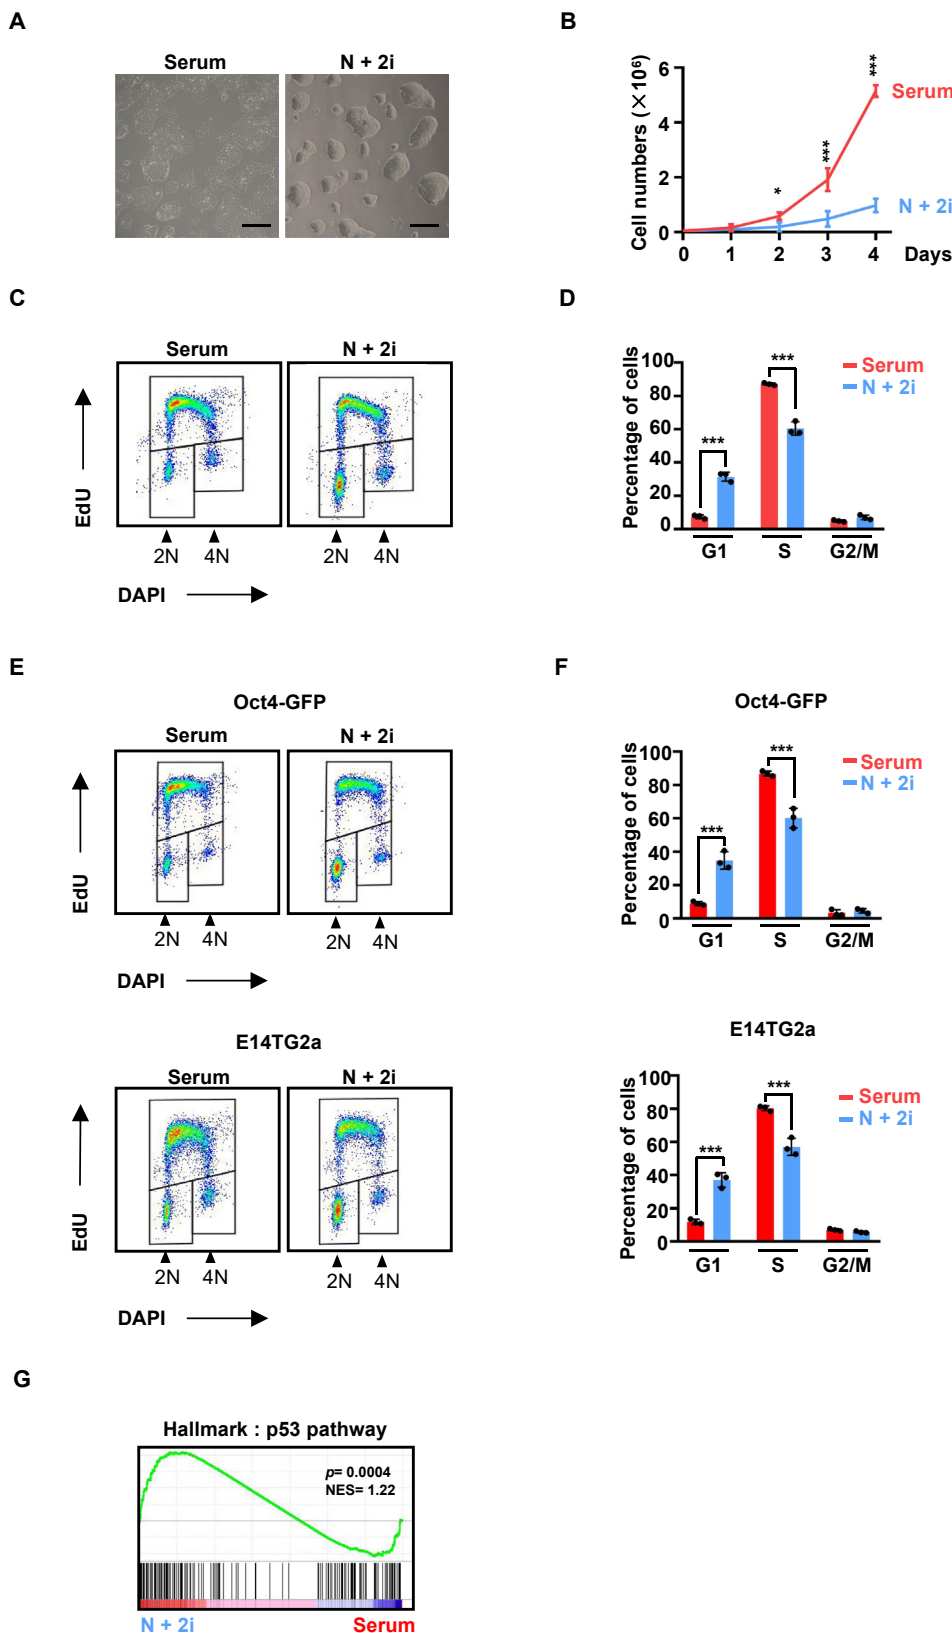 A
Serum
N + 2i
B
Cell numbers (×10⁶)
6
4
2
0
0 1 2 3 4 Days
*
***
***
Serum
N + 2i
C
Serum
N + 2i
EdU
2N 4N
2N 4N
DAPI
D
Percentage of cells
100
80
60
40
20
0
***
***
Serum
N + 2i
G1 S G2/M
E
Oct4-GFP
Serum
N + 2i
EdU
2N 4N
2N 4N
DAPI
E14TG2a
Serum
N + 2i
EdU
2N 4N
2N 4N
DAPI
F
Oct4-GFP
Percentage of cells
100
80
60
40
20
0
***
***
Serum
N + 2i
G1 S G2/M
E14TG2a
Percentage of cells
100
80
60
40
20
0
***
***
Serum
N + 2i
G1 S G2/M
G
Hallmark : p53 pathway
p= 0.0004
NES= 1.22
N + 2i
Serum